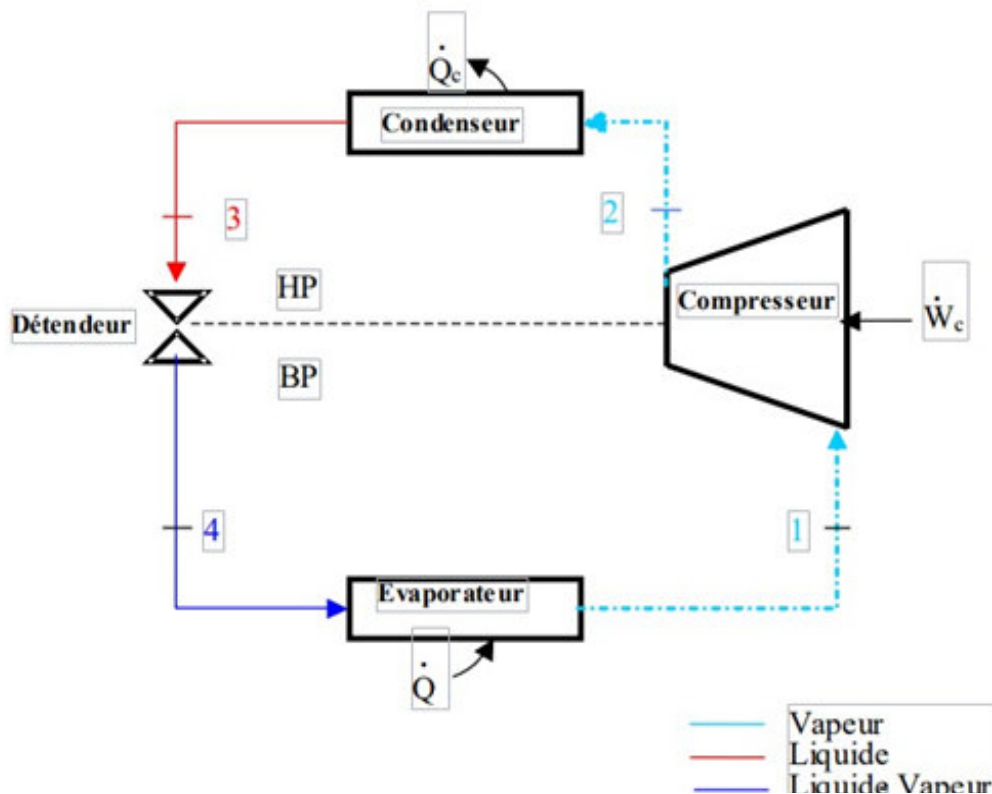 Q̇c
Condenseur
3
2
HP
Compresseur
Ẇc
Détendeur
BP
4
1
Evaporateur
Q̇
Vapeur
Liquide
Liquide Vapeur